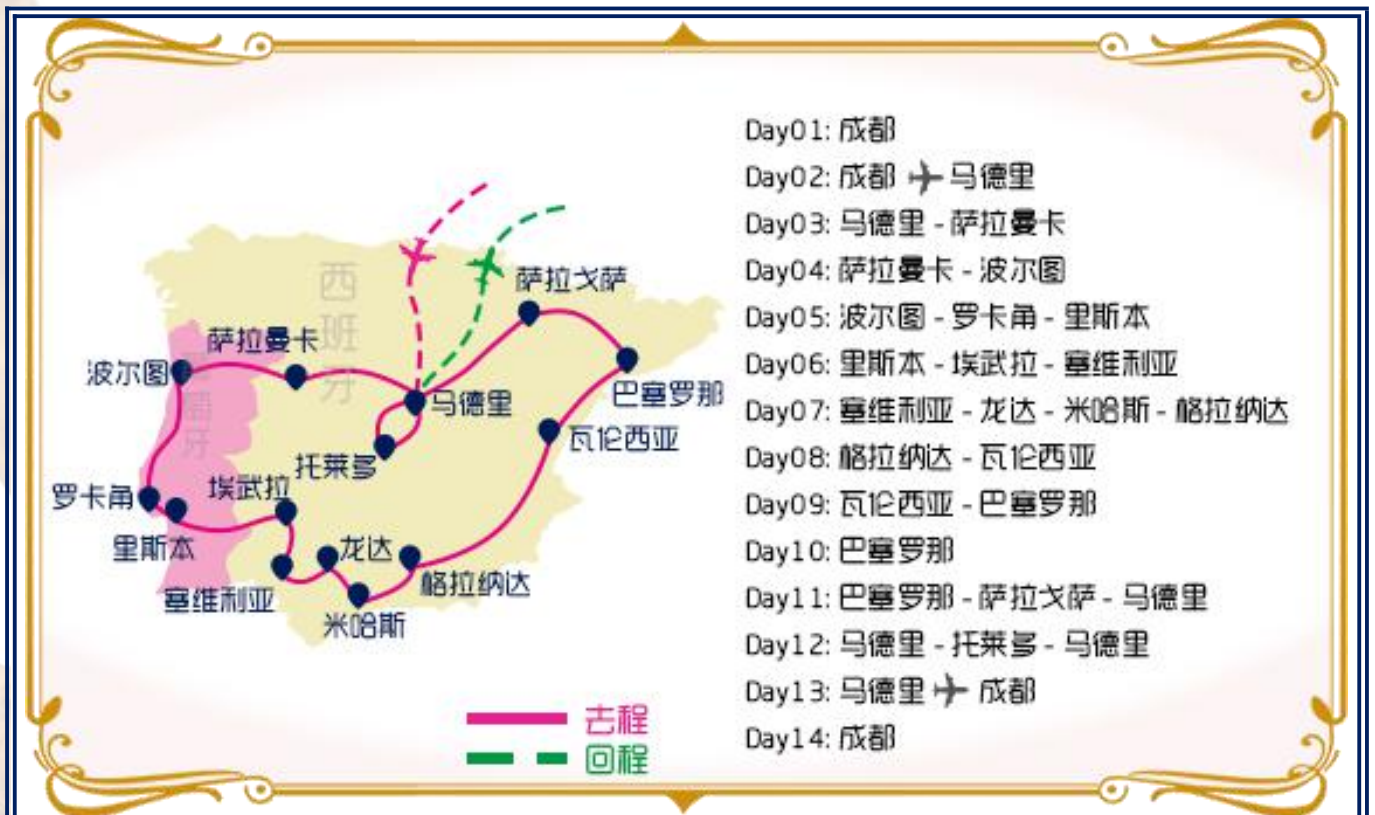 西班牙
葡萄牙
萨拉戈萨
萨拉曼卡
波尔图
马德里
巴塞罗那
瓦伦西亚
托莱多
罗卡角
埃武拉
里斯本
龙达
塞维利亚
格拉纳达
米哈斯
去程
回程
Day01: 成都
Day02: 成都 马德里
Day03: 马德里 - 萨拉曼卡
Day04: 萨拉曼卡 - 波尔图
Day05: 波尔图 - 罗卡角 - 里斯本
Day06: 里斯本 - 埃武拉 - 塞维利亚
Day07: 塞维利亚 - 龙达 - 米哈斯 - 格拉纳达
Day08: 格拉纳达 - 瓦伦西亚
Day09: 瓦伦西亚 - 巴塞罗那
Day10: 巴塞罗那
Day11: 巴塞罗那 - 萨拉戈萨 - 马德里
Day12: 马德里 - 托莱多 - 马德里
Day13: 马德里 成都
Day14: 成都